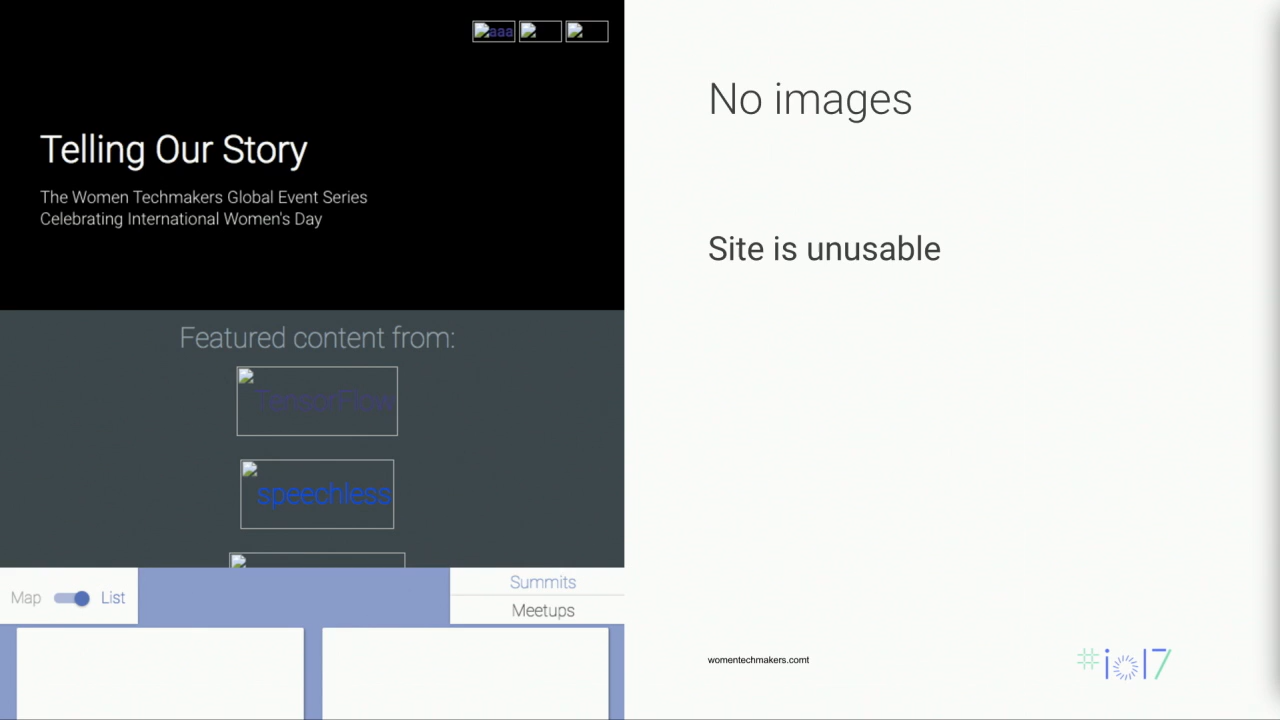 aaa
Telling Our Story
The Women Techmakers Global Event Series
Celebrating International Women's Day
Featured content from:
TensorFlow
speechless
Map
List
Summits
Meetups
No images
Site is unusable
womentechmakers.comt
#io17